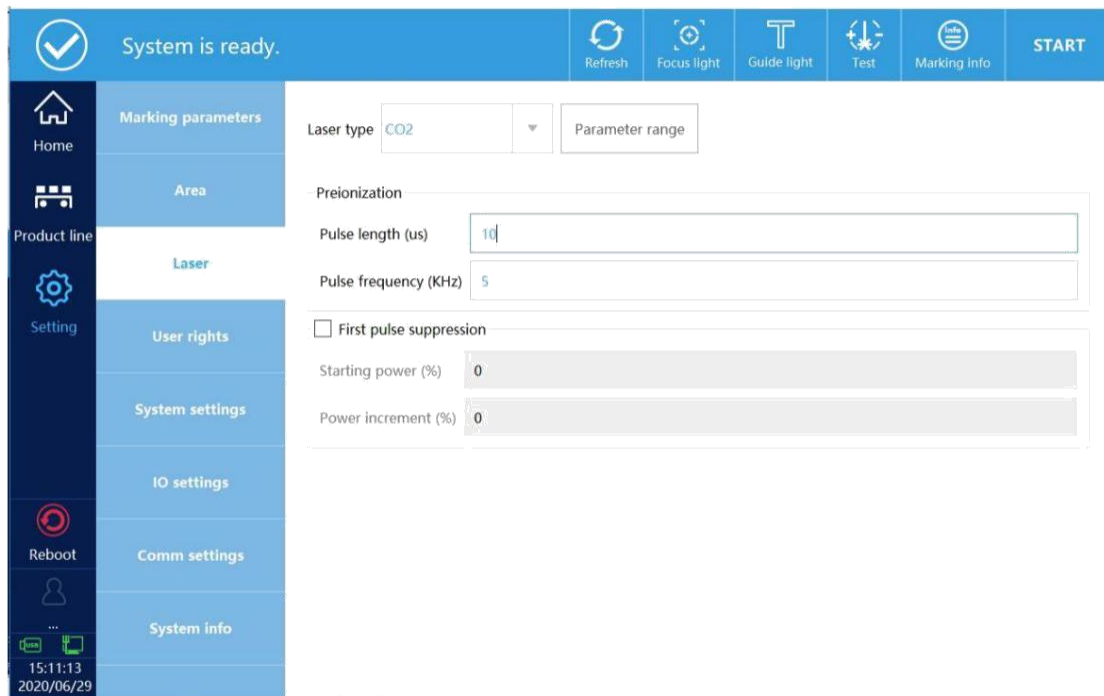 System is ready.
Refresh
Focus light
Guide light
Test
Info
Marking info
START
Home
Product line
Setting
Reboot
...
USB
15:11:13
2020/06/29
Marking parameters
Area
Laser
User rights
System settings
IO settings
Comm settings
System info
Laser type CO2
Parameter range
Preionization
Pulse length (us) 10
Pulse frequency (KHz) 5
First pulse suppression
Starting power (%) 0
Power increment (%) 0